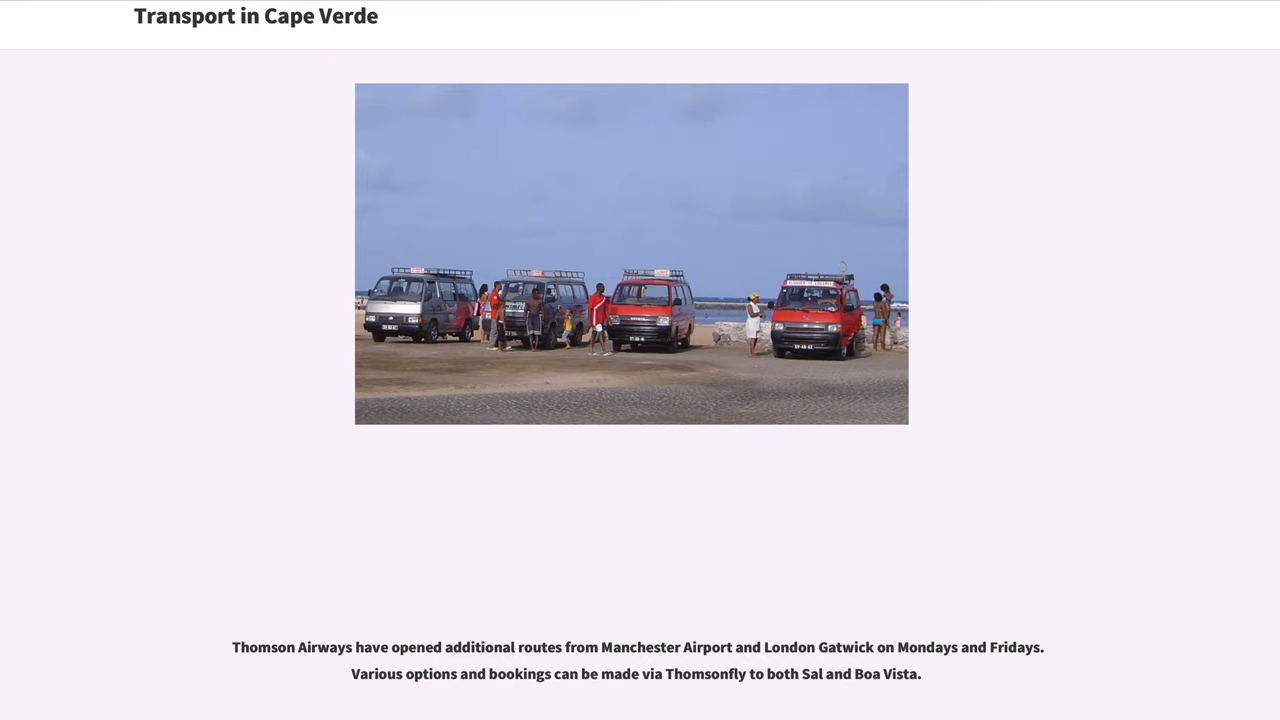 Transport in Cape Verde
Thomson Airways have opened additional routes from Manchester Airport and London Gatwick on Mondays and Fridays.
Various options and bookings can be made via Thomsonfly to both Sal and Boa Vista.